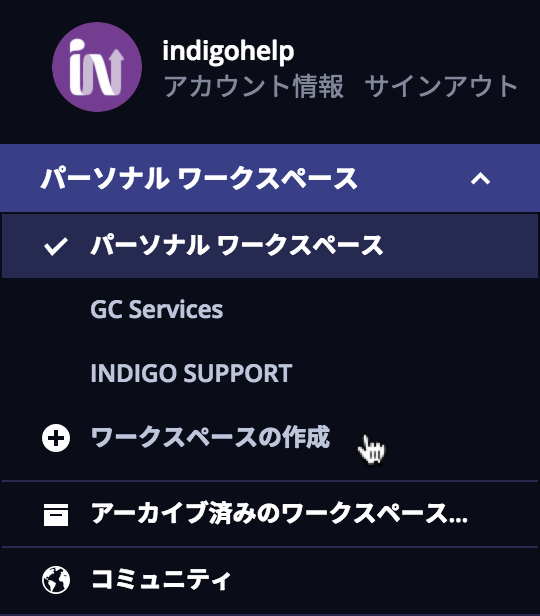 iN
indigohelp
アカウント情報 サインアウト
パーソナル ワークスペース
パーソナル ワークスペース
GC Services
INDIGO SUPPORT
ワークスペースの作成
アーカイブ済みのワークスペース...
コミュニティ